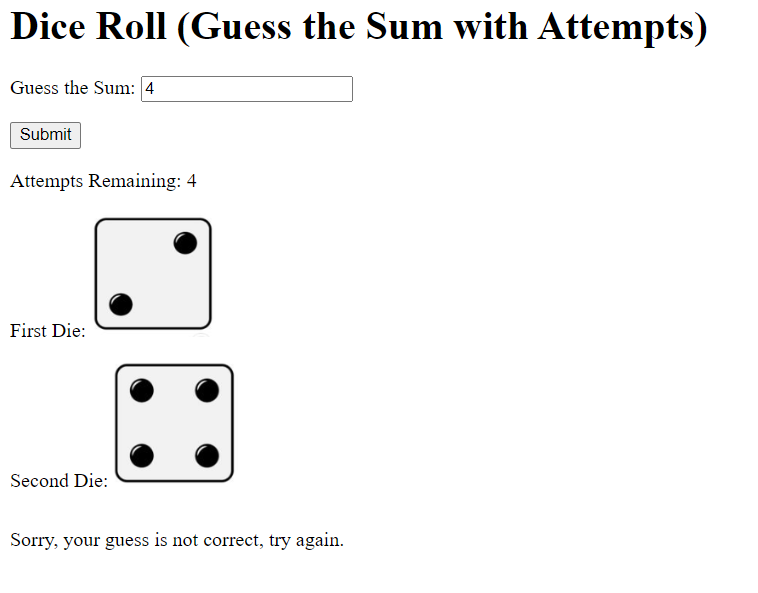 Dice Roll (Guess the Sum with Attempts)
Guess the Sum: 4
Submit
Attempts Remaining: 4
First Die:
Second Die:
Sorry, your guess is not correct, try again.